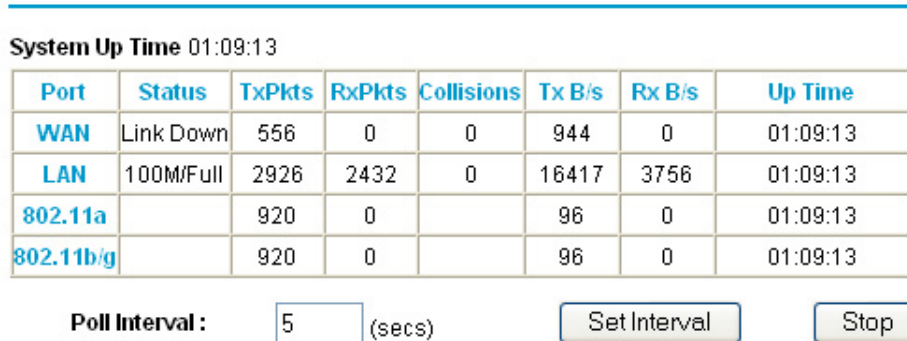 System Up Time 01:09:13
Port Status TxPkts RxPkts Collisions Tx B/s Rx B/s Up Time
WAN Link Down 556 0 0 944 0 01:09:13
LAN 100M/Full 2926 2432 0 16417 3756 01:09:13
802.11a 920 0 96 0 01:09:13
802.11b/g 920 0 96 0 01:09:13
Poll Interval : 5 (secs) Set Interval Stop